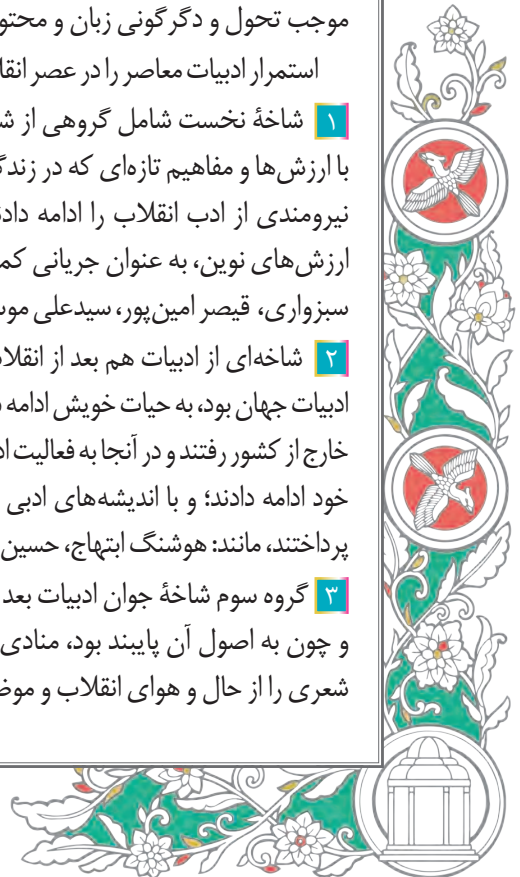 موجب تحول و دگرگونی زبان و محتو
استمرار ادبیات معاصر را در عصر انقلا
۱ شاخهٔ نخست شامل گروهی از ش
با ارزش‌ها و مفاهیم تازه‌ای که در زندگ
نیرومندی از ادب انقلاب را ادامه داد
ارزش‌های نوین، به عنوان جریانی کم
سبزواری، قیصر امین‌پور، سیدعلی موس
۲ شاخه‌ای از ادبیات هم بعد از انقلا
ادبیات جهان بود، به حیات خویش ادامه
خارج از کشور رفتند و در آنجا به فعالیت اد
خود ادامه دادند؛ و با اندیشه‌های ادبی
پرداختند، مانند: هوشنگ ابتهاج، حسین
۳ گروه سوم شاخهٔ جوان ادبیات بعد
و چون به اصول آن پایبند بود، منادی
شعری را از حال و هوای انقلاب و موض